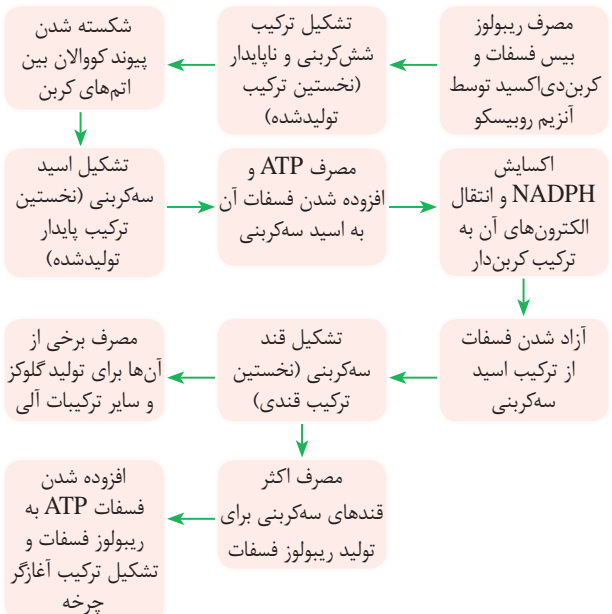 مصرف ریبولوز
بیس فسفات و
کربن‌دی‌اکسید توسط
آنزیم روبیسکو
تشکیل ترکیب
شش‌کربنی و ناپایدار
(نخستین ترکیب
تولیدشده)
شکسته شدن
پیوند کووالان بین
اتم‌های کربن
تشکیل اسید
سه‌کربنی (نخستین
ترکیب پایدار
تولیدشده)
مصرف ATP و
افزوده شدن فسفات آن
به اسید سه‌کربنی
اکسایش
NADPH و انتقال
الکترون‌های آن به
ترکیب کربن‌دار
آزاد شدن فسفات
از ترکیب اسید
سه‌کربنی
تشکیل قند
سه‌کربنی (نخستین
ترکیب قندی)
مصرف برخی از
آن‌ها برای تولید گلوکز
و سایر ترکیبات آلی
مصرف اکثر
قندهای سه‌کربنی برای
تولید ریبولوز فسفات
افزوده شدن
فسفات ATP به
ریبولوز فسفات و
تشکیل ترکیب آغازگر
چرخه